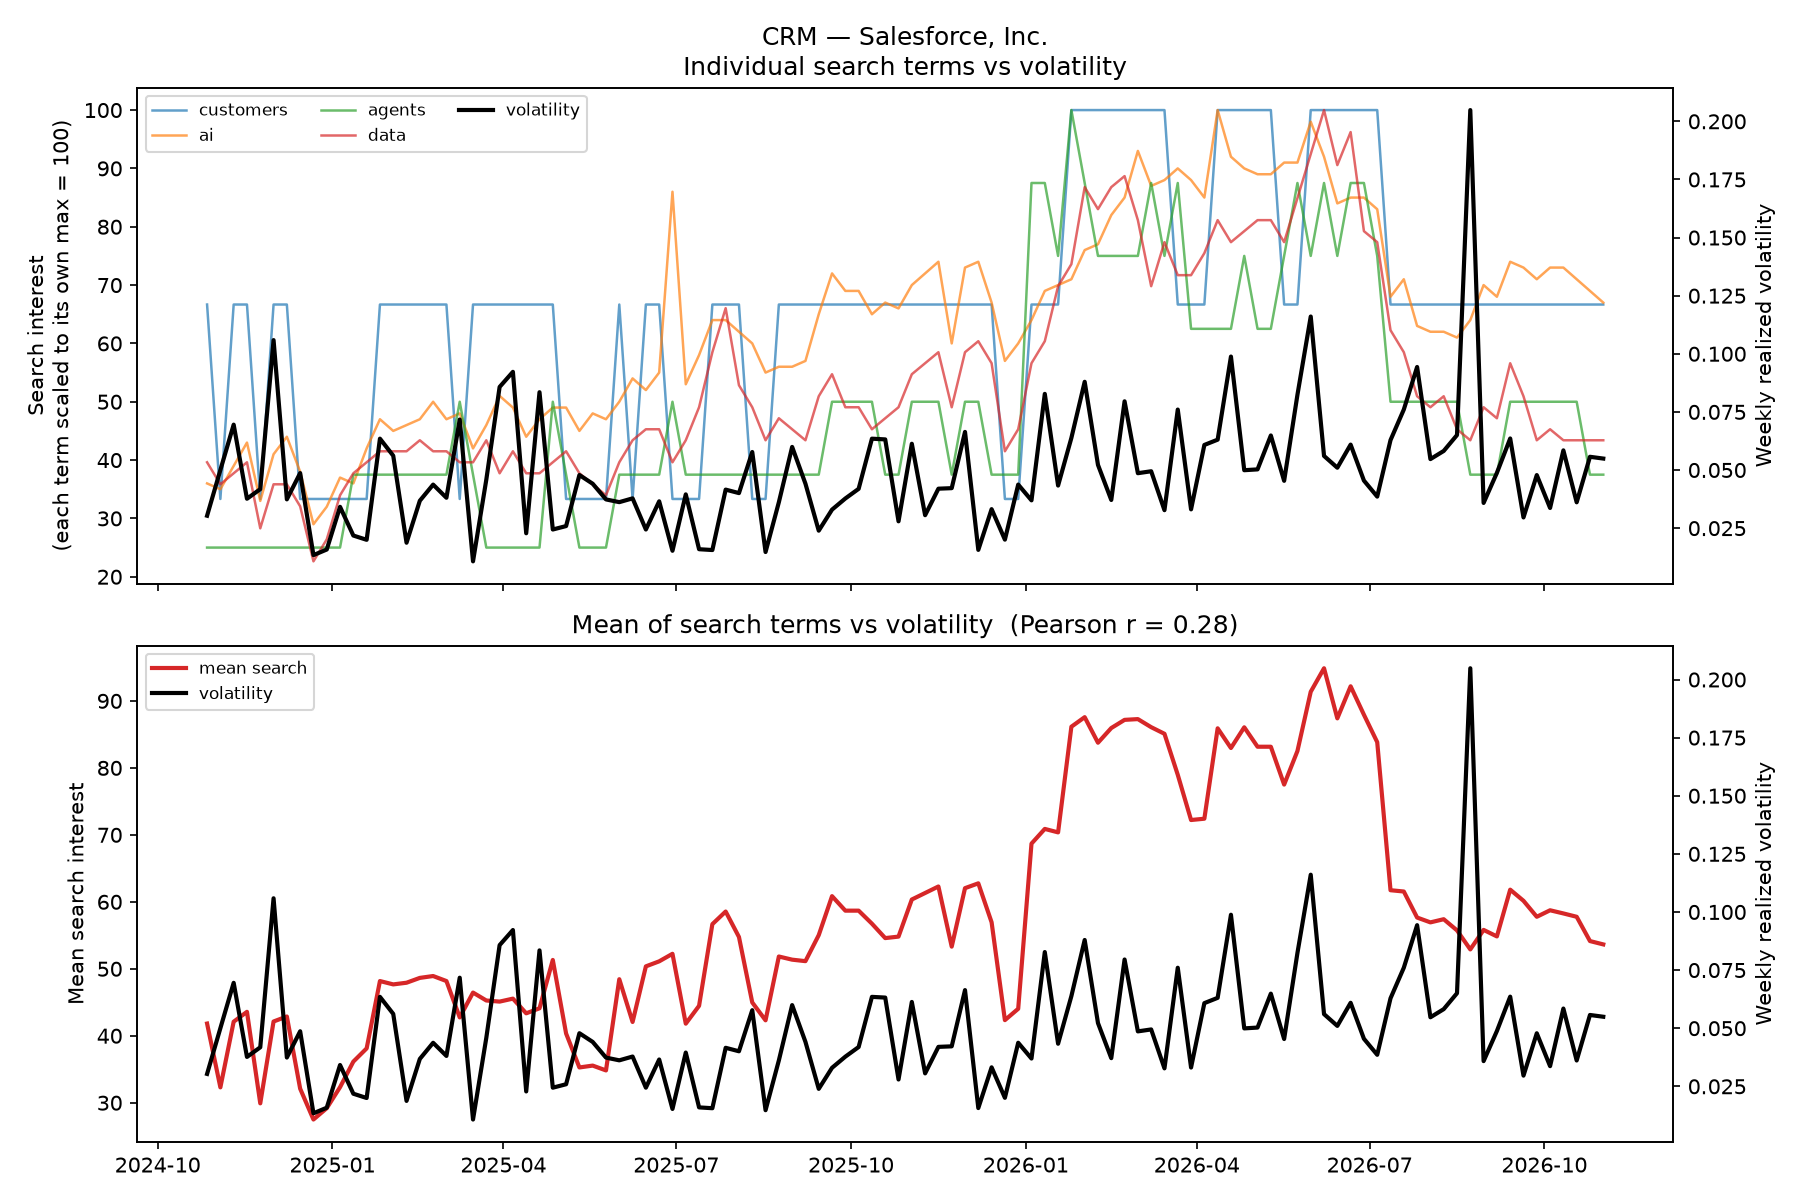 CRM — Salesforce, Inc.
Individual search terms vs volatility
customers
ai
agents
data
volatility
Search interest
(each term scaled to its own max = 100)
100
90
80
70
60
50
40
30
20
0.200
0.175
0.150
0.125
0.100
0.075
0.050
0.025
Weekly realized volatility
Mean of search terms vs volatility  (Pearson r = 0.28)
mean search
volatility
Mean search interest
90
80
70
60
50
40
30
0.200
0.175
0.150
0.125
0.100
0.075
0.050
0.025
Weekly realized volatility
2024-10
2025-01
2025-04
2025-07
2025-10
2026-01
2026-04
2026-07
2026-10